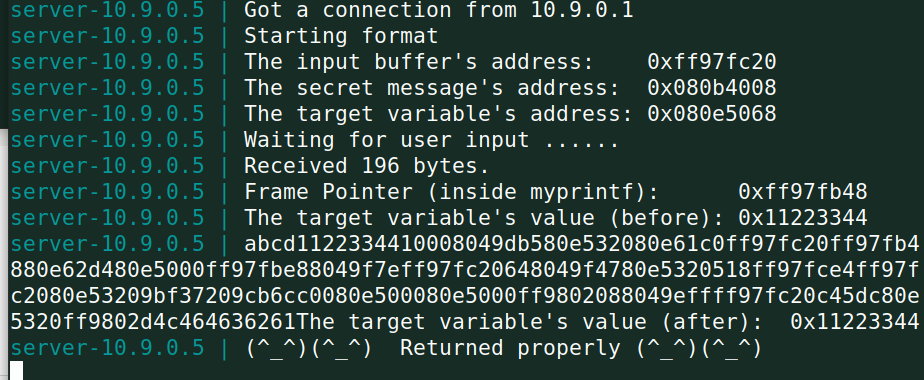 server-10.9.0.5 | Got a connection from 10.9.0.1
server-10.9.0.5 | Starting format
server-10.9.0.5 | The input buffer's address:    0xff97fc20
server-10.9.0.5 | The secret message's address: 0x080b4008
server-10.9.0.5 | The target variable's address: 0x080e5068
server-10.9.0.5 | Waiting for user input ......
server-10.9.0.5 | Received 196 bytes.
server-10.9.0.5 | Frame Pointer (inside myprintf):      0xff97fb48
server-10.9.0.5 | The target variable's value (before): 0x11223344
server-10.9.0.5 | abcd1122334410008049db580e532080e61c0ff97fc20ff97fb4
880e62d480e5000ff97fbe88049f7eff97fc20648049f4780e5320518ff97fce4ff97f
c2080e53209bf37209cb6cc0080e500080e5000ff9802088049effff97fc20c45dc80e
5320ff9802d4c464636261The target variable's value (after):  0x11223344
server-10.9.0.5 | (^_^)(^_^)  Returned properly (^_^)(^_^)